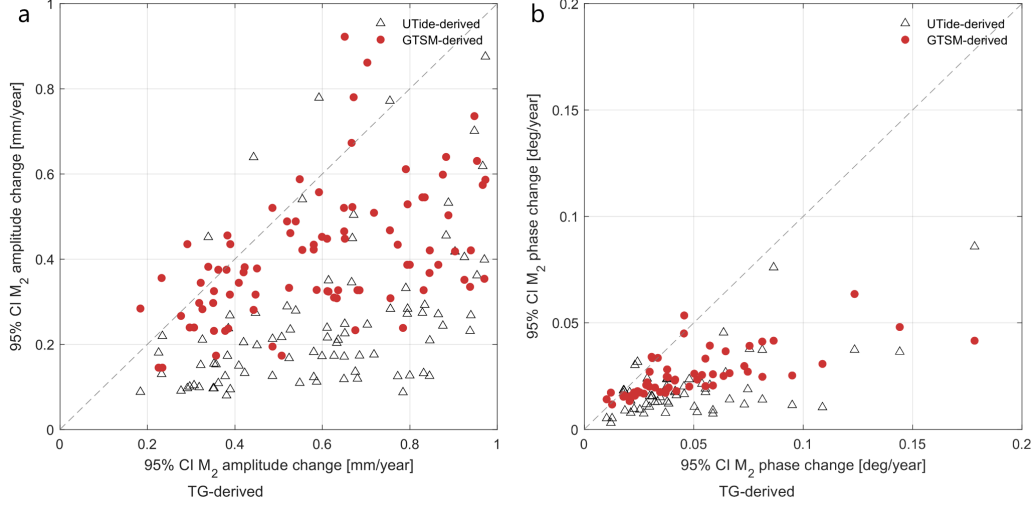 a
1
0.8
0.6
0.4
0.2
0
95% CI M2 amplitude change [mm/year]
UTide-derived
GTSM-derived
0
0.2
0.4
0.6
0.8
1
95% CI M2 amplitude change [mm/year]
TG-derived
b
0.2
0.15
0.1
0.05
0
95% CI M2 phase change [deg/year]
UTide-derived
GTSM-derived
0
0.05
0.1
0.15
0.2
95% CI M2 phase change [deg/year]
TG-derived